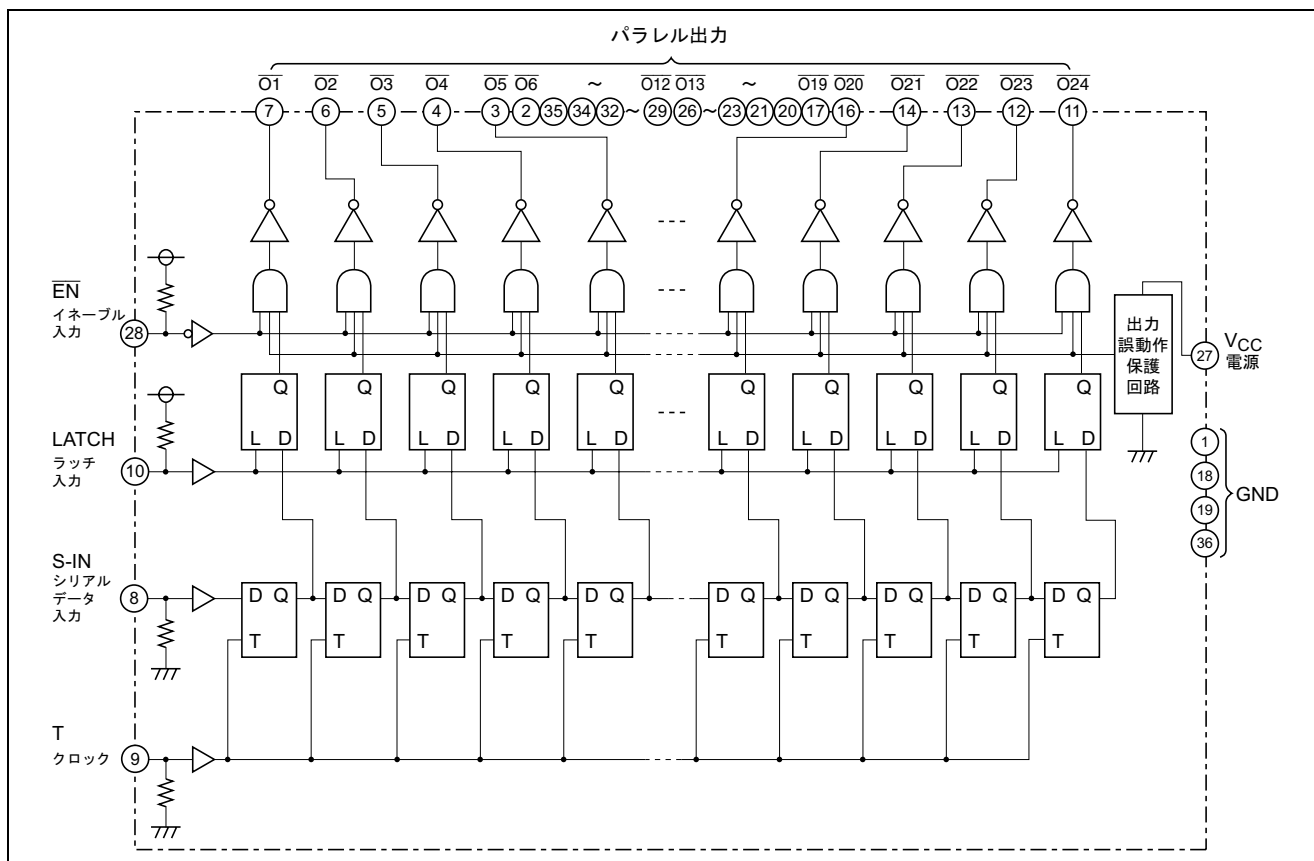 パラレル出力
O1 O2 O3 O4 O5 O6 ～ O12 O13 ～ O19 O20 O21 O22 O23 O24
7 6 5 4 3 2 35 34 32 ～ 29 26 ～ 23 21 20 17 16 14 13 12 11
EN
イネーブル
入力
28
出力
誤動作
保護
回路
27
VCC
電源
Q Q Q Q Q Q Q Q Q Q
L D L D L D L D L D L D L D L D L D L D
LATCH
ラッチ
入力
10
1
18
19
36
GND
S-IN
シリアル
データ
入力
8
D Q D Q D Q D Q D Q D Q D Q D Q D Q D Q
T T T T T T T T T T
T
クロック
9